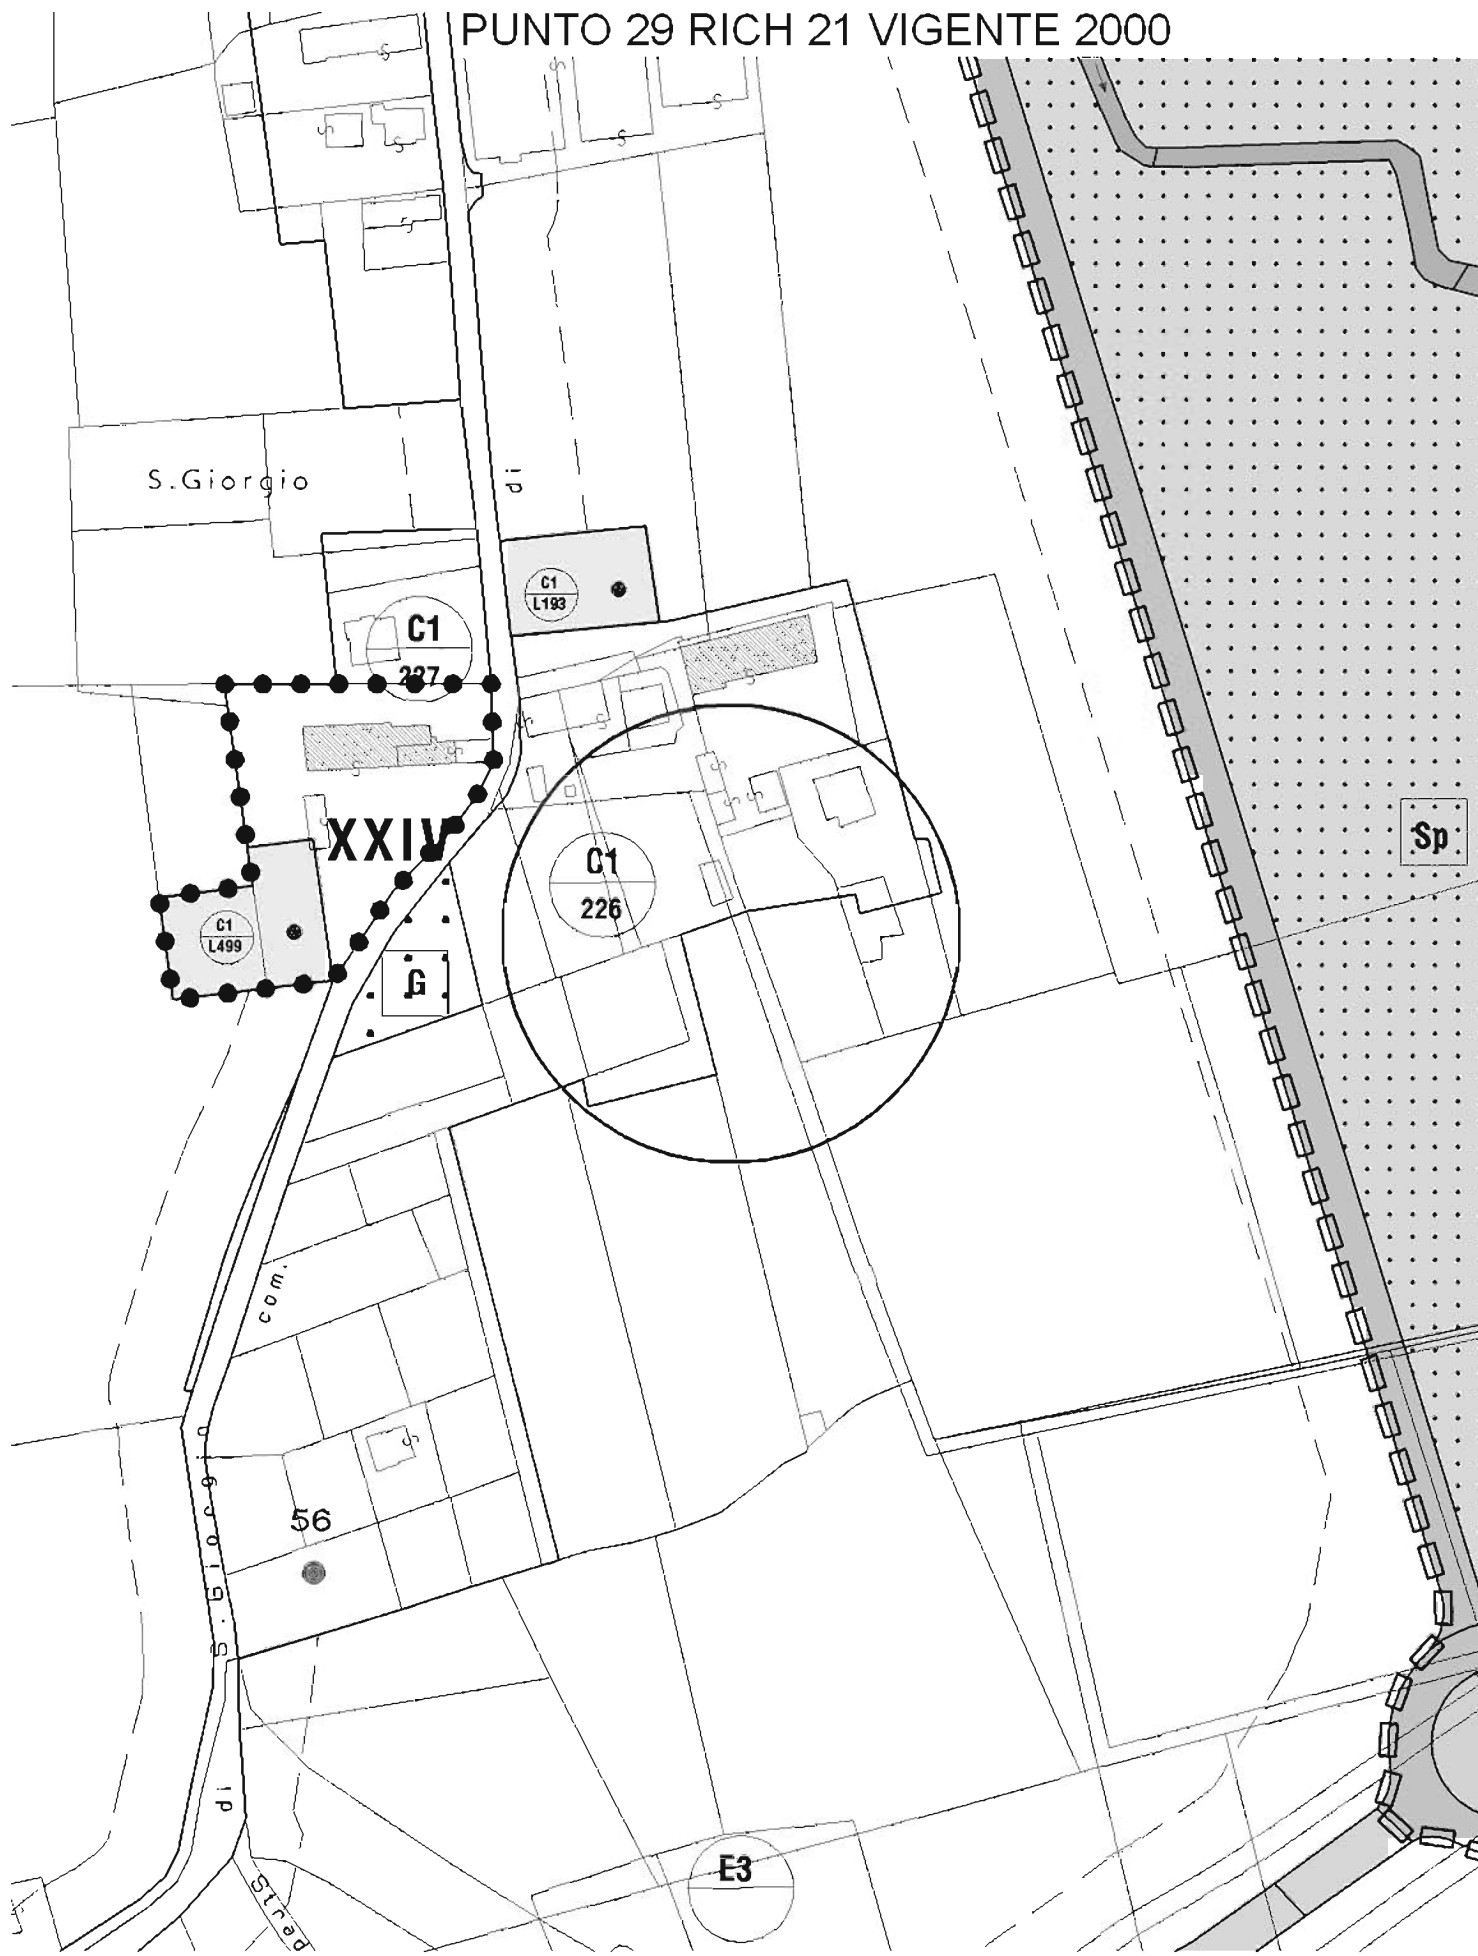 PUNTO 29 RICH 21 VIGENTE 2000
S.Giorgio
di
C1
L193
C1
227
XXIV
C1
226
Sp
C1
L499
G
com.
S.Giorgio
56
di
E3
Strad